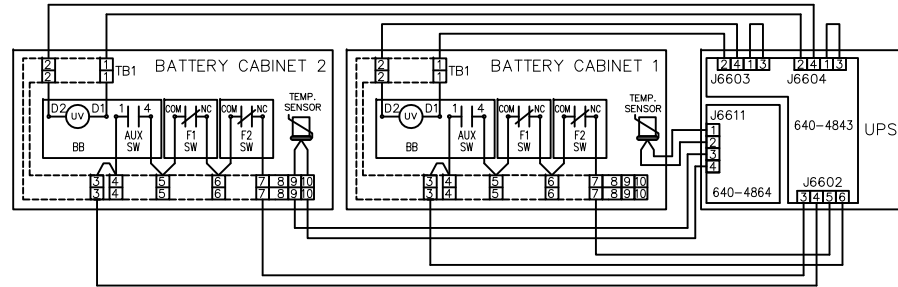 BATTERY CABINET 2
2 1
2 1 TB1
D2 UV D1
BB
1 4
AUX
SW
COM NC
F1
SW
COM NC
F2
SW
TEMP.
SENSOR
3 4 5 6 7 8 9 10
3 4 5 6 7 8 9 10
BATTERY CABINET 1
2 1
2 1 TB1
D2 UV D1
BB
1 4
AUX
SW
COM NC
F1
SW
COM NC
F2
SW
TEMP.
SENSOR
3 4 5 6 7 8 9 10
3 4 5 6 7 8 9 10
2 4 1 3
J6603
2 4 1 3
J6604
J6611
1
2
3
4
640-4864
640-4843
UPS
J6602
3 4 5 6